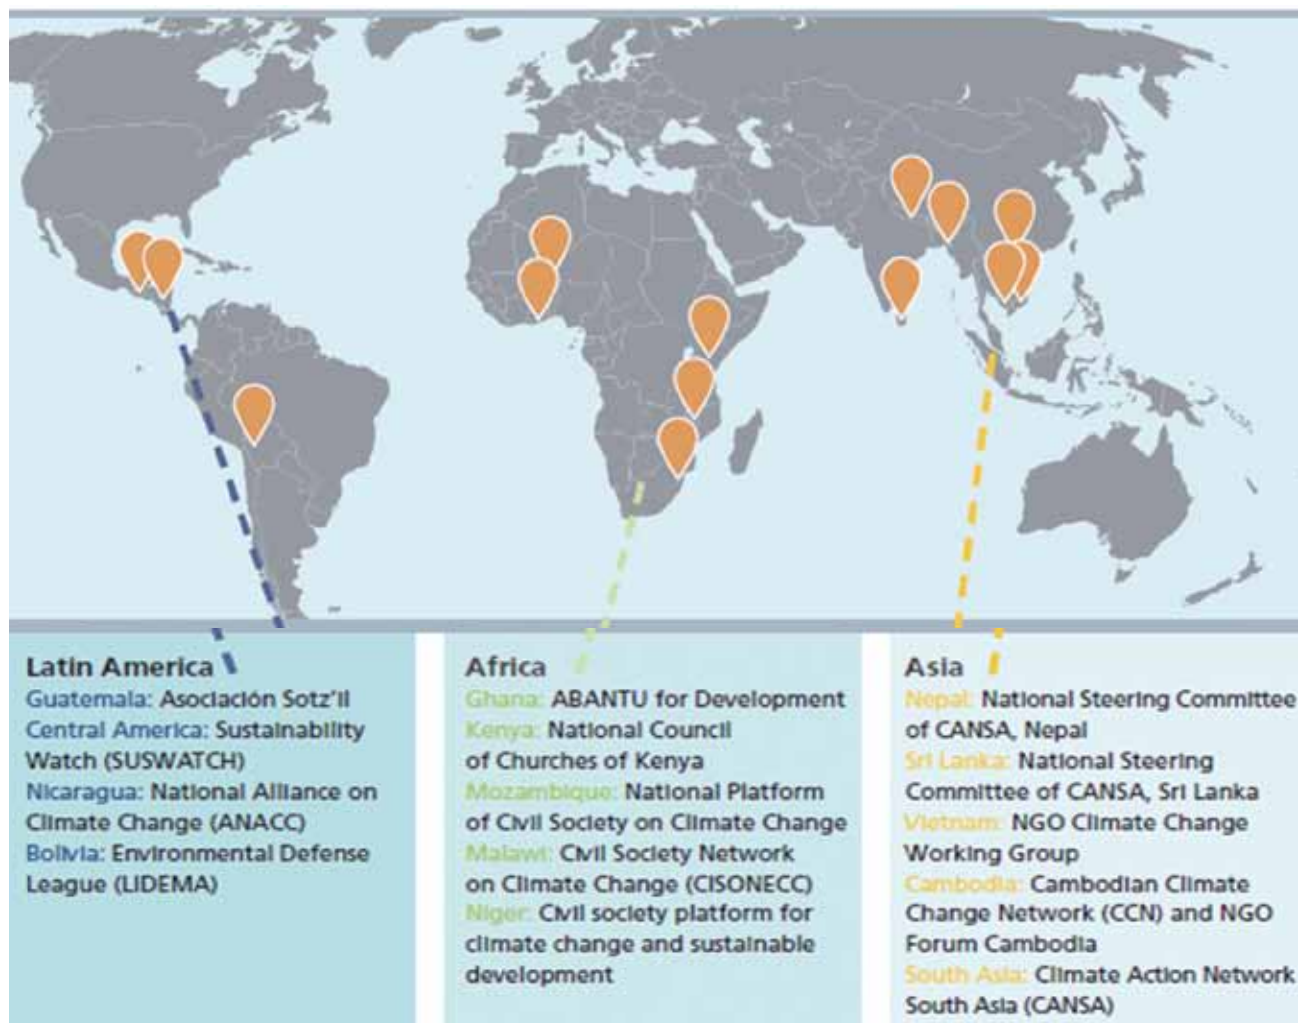 Latin America
Guatemala: Asociación Sotz'il
Central America: Sustainability
Watch (SUSWATCH)
Nicaragua: National Alliance on
Climate Change (ANACC)
Bolivia: Environmental Defense
League (LIDEMA)
Africa
Ghana: ABANTU for Development
Kenya: National Council
of Churches of Kenya
Mozambique: National Platform
of Civil Society on Climate Change
Malawi: Civil Society Network
on Climate Change (CISONECC)
Niger: Civil society platform for
climate change and sustainable
development
Asia
Nepal: National Steering Committee
of CANSA, Nepal
Sri Lanka: National Steering
Committee of CANSA, Sri Lanka
Vietnam: NGO Climate Change
Working Group
Cambodia: Cambodian Climate
Change Network (CCN) and NGO
Forum Cambodia
South Asia: Climate Action Network
South Asia (CANSA)